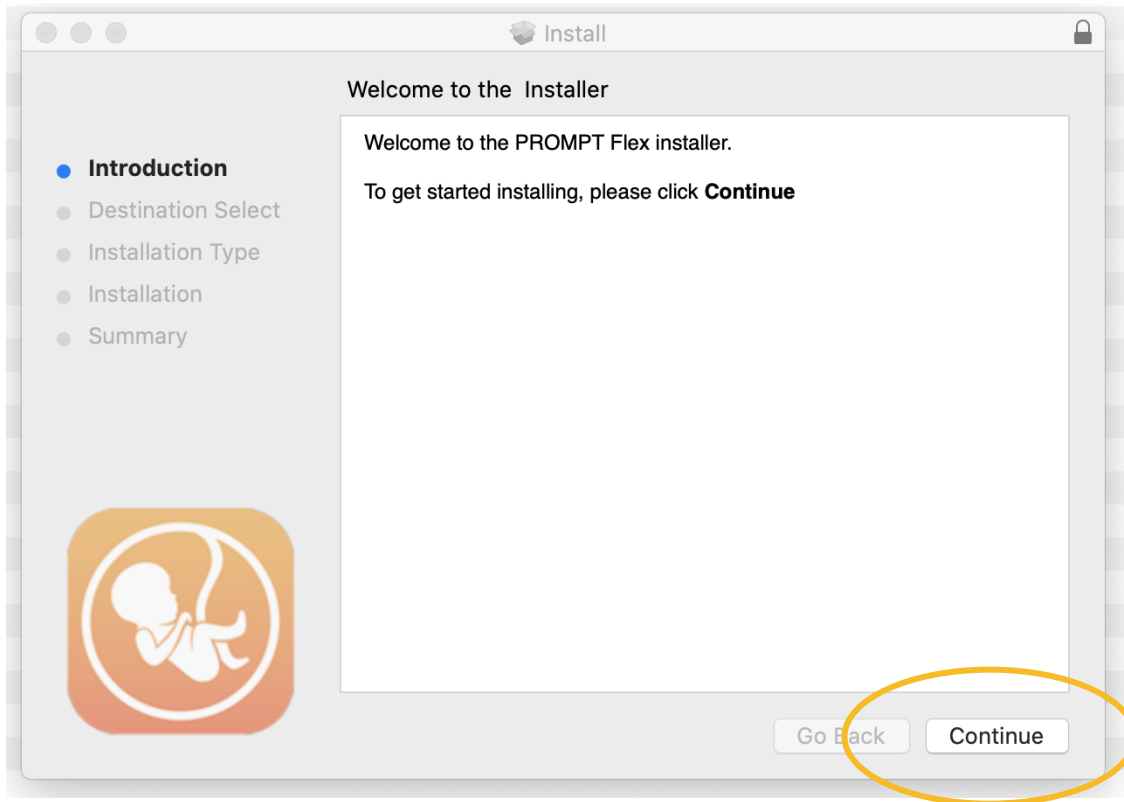 Install
Welcome to the  Installer
Introduction
Destination Select
Installation Type
Installation
Summary
Welcome to the PROMPT Flex installer.
To get started installing, please click Continue
Go Back
Continue